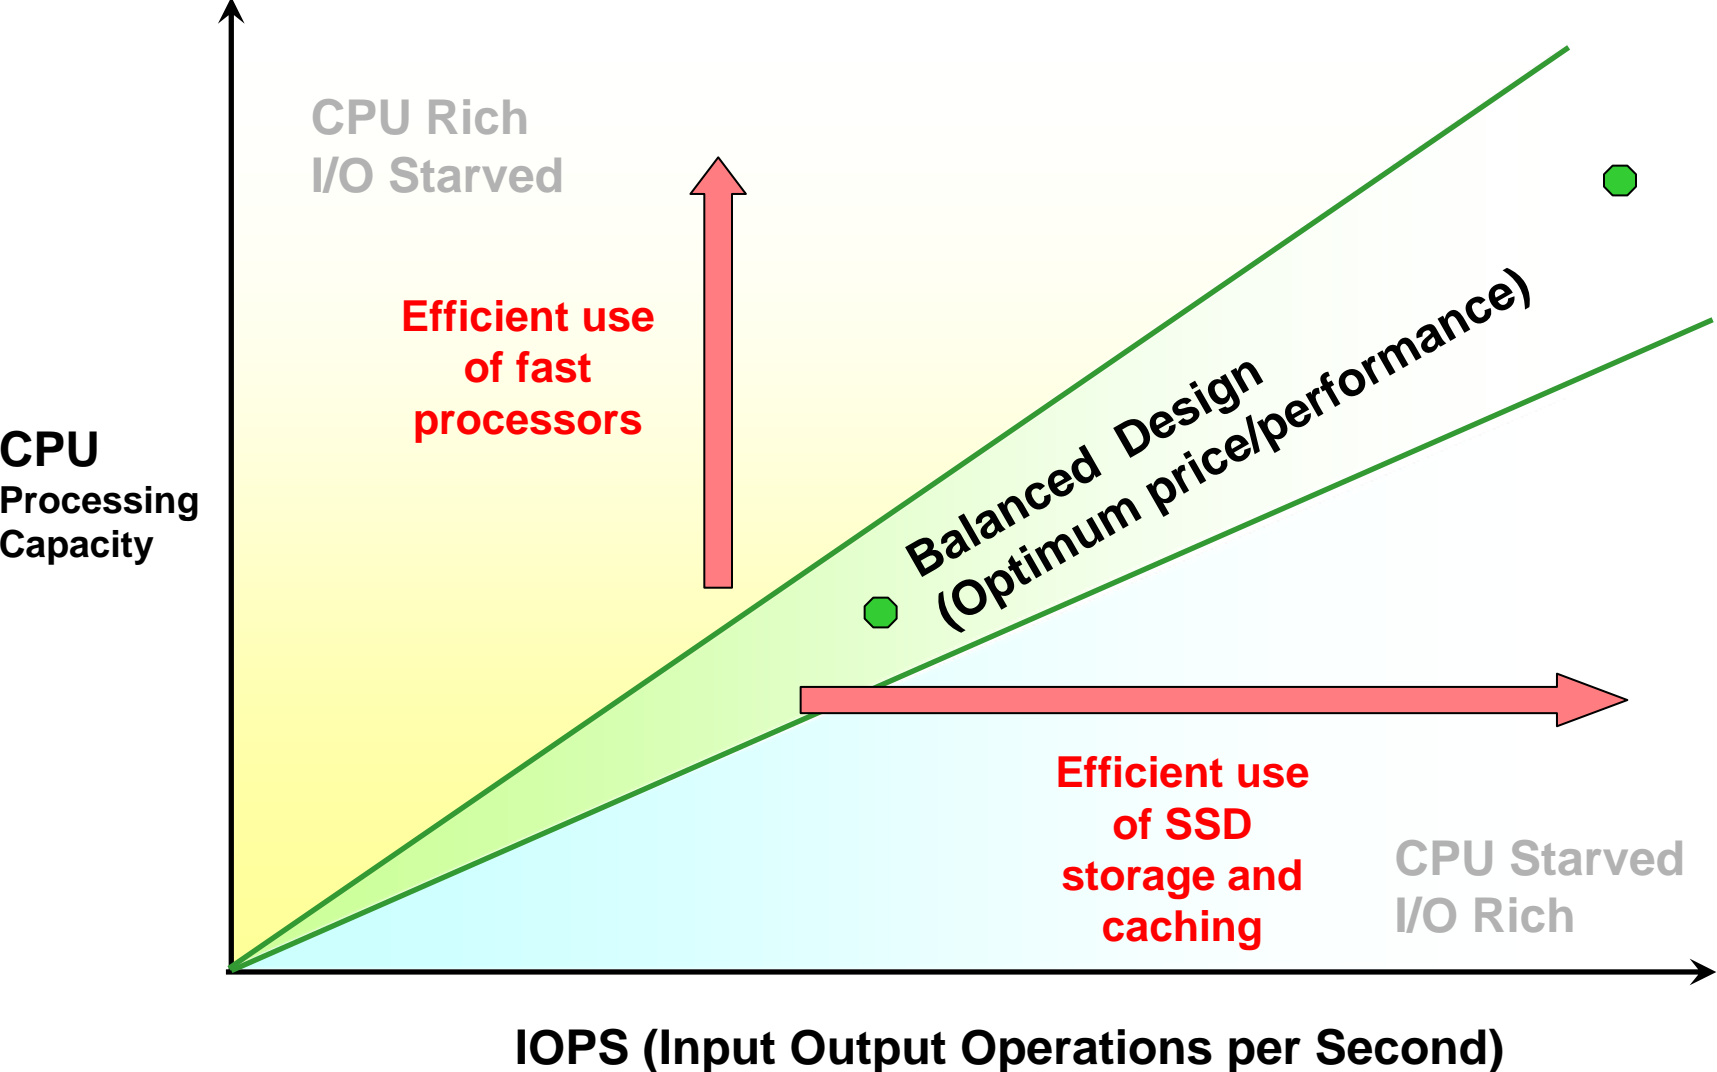 CPU Rich
I/O Starved
Efficient use
of fast
processors
CPU
Processing
Capacity
Balanced Design
(Optimum price/performance)
Efficient use
of SSD
storage and
caching
CPU Starved
I/O Rich
IOPS (Input Output Operations per Second)